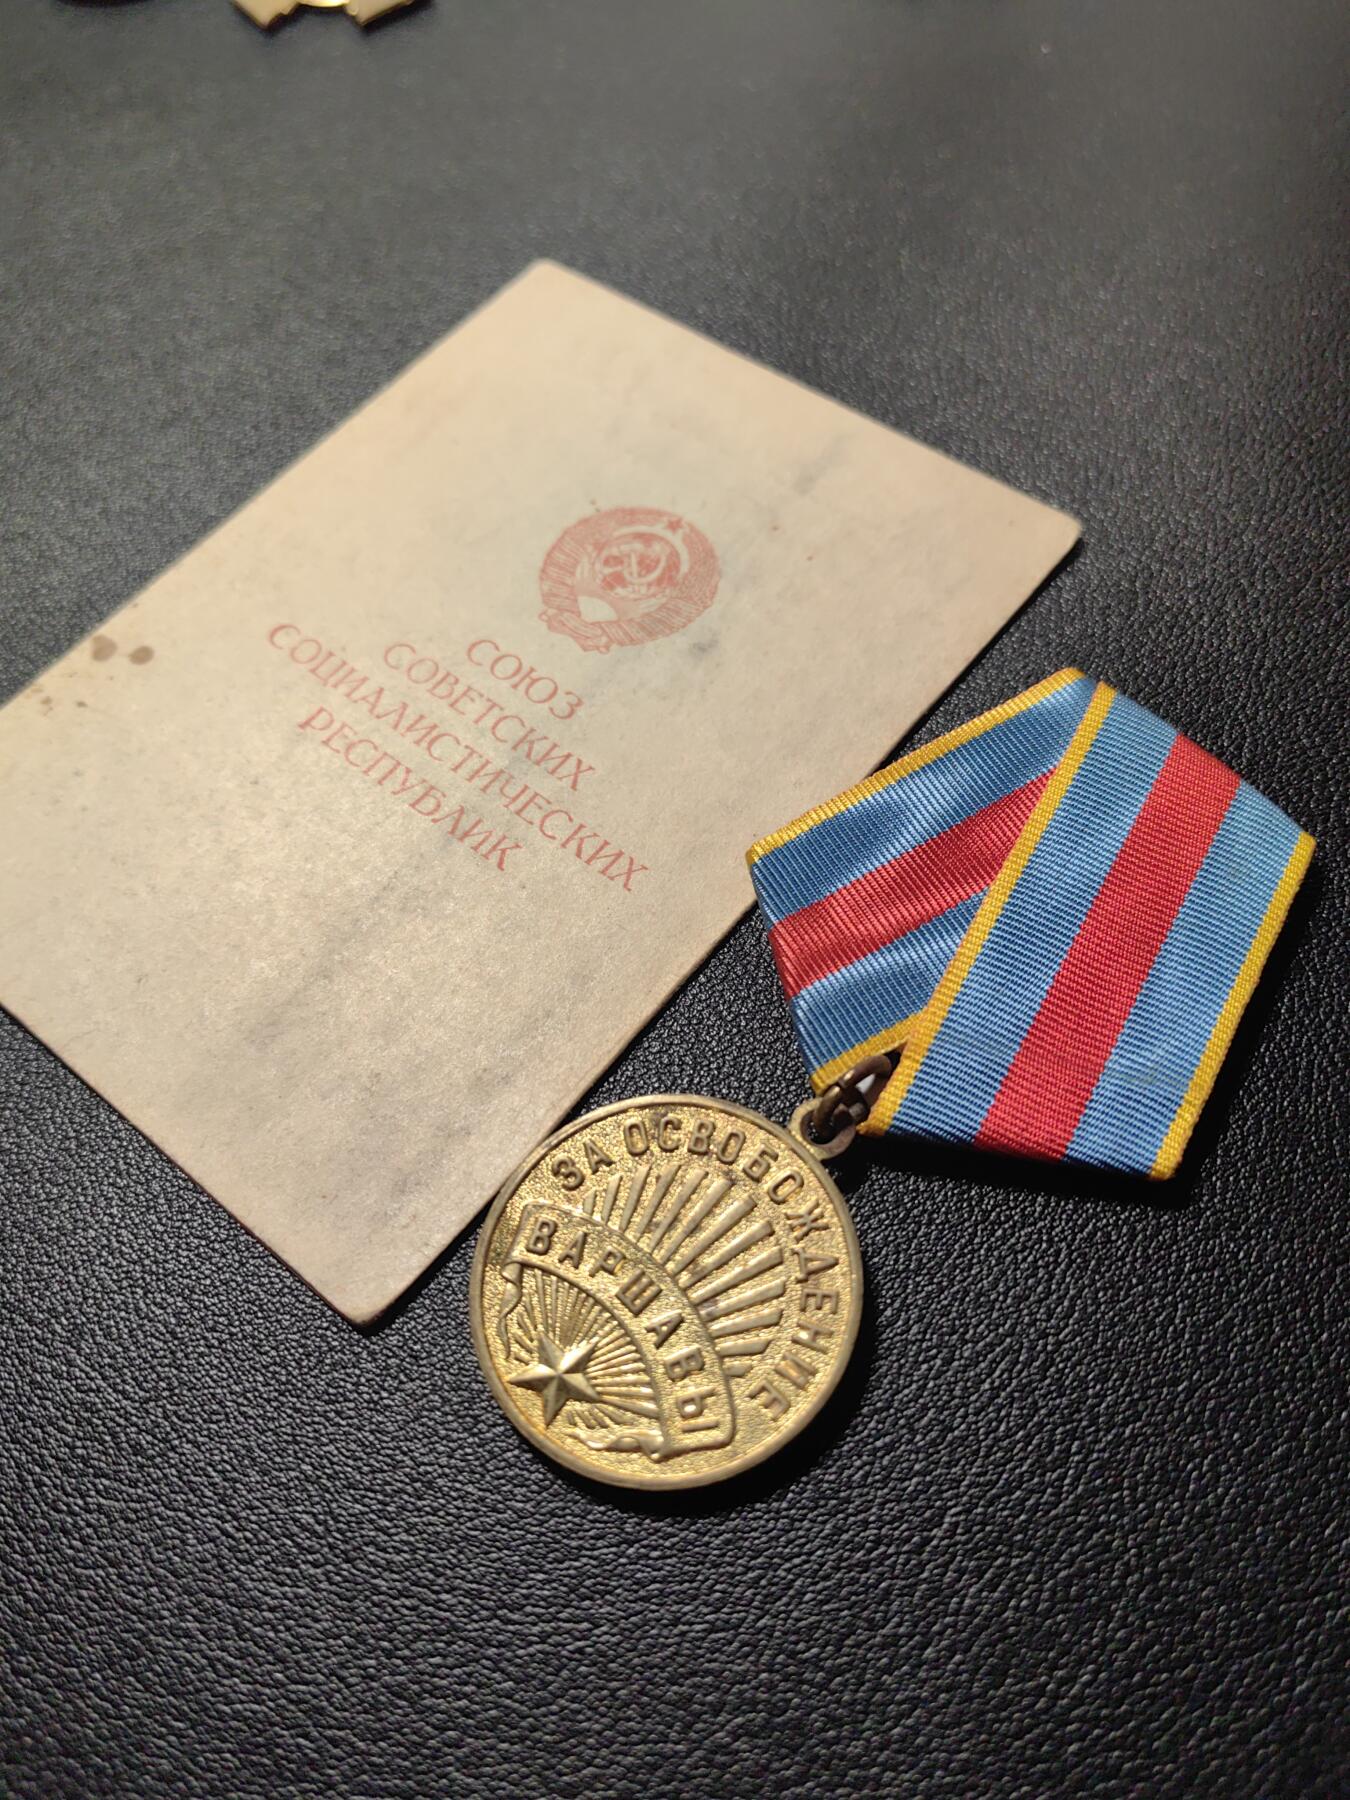 СОЮЗ
СОВЕТСКИХ
СОЦИАЛИСТИЧЕСКИХ
РЕСПУБЛИК
ЗА ОСВОБОЖДЕНИЕ
ВАРШАВЫ